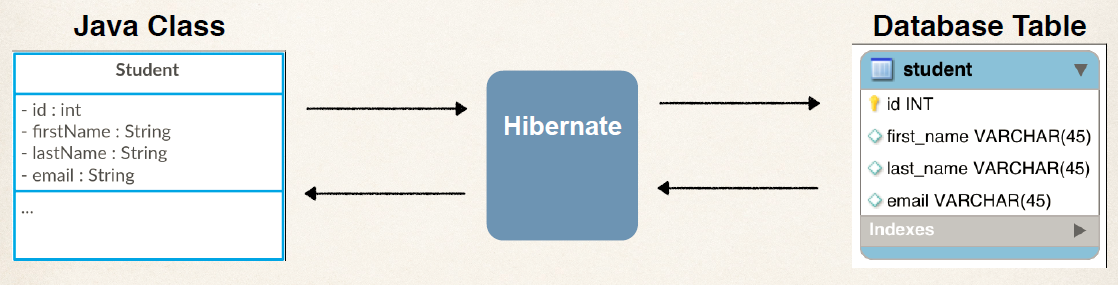 Java Class
Student
- id : int
- firstName : String
- lastName : String
- email : String
...
Hibernate
Database Table
student
id INT
first_name VARCHAR(45)
last_name VARCHAR(45)
email VARCHAR(45)
Indexes